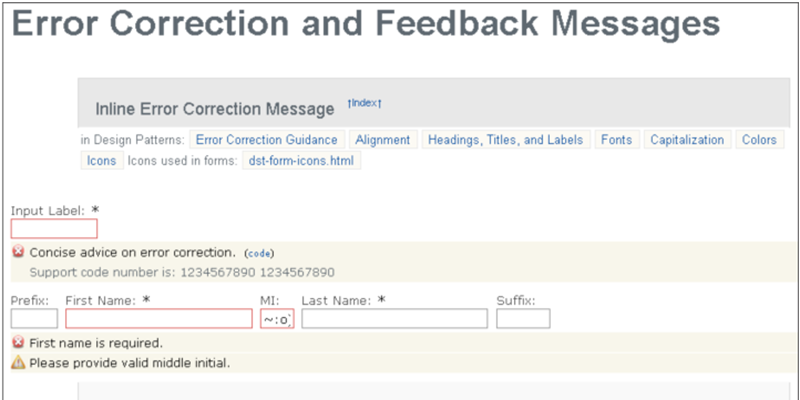 Error Correction and Feedback Messages
Inline Error Correction Message ↑Index↑
in Design Patterns: Error Correction Guidance Alignment Headings, Titles, and Labels Fonts Capitalization Colors
Icons Icons used in forms: dst-form-icons.html
Input Label: *
Concise advice on error correction. (code)
Support code number is: 1234567890 1234567890
Prefix: First Name: * MI: Last Name: * Suffix:
~:o;
First name is required.
Please provide valid middle initial.